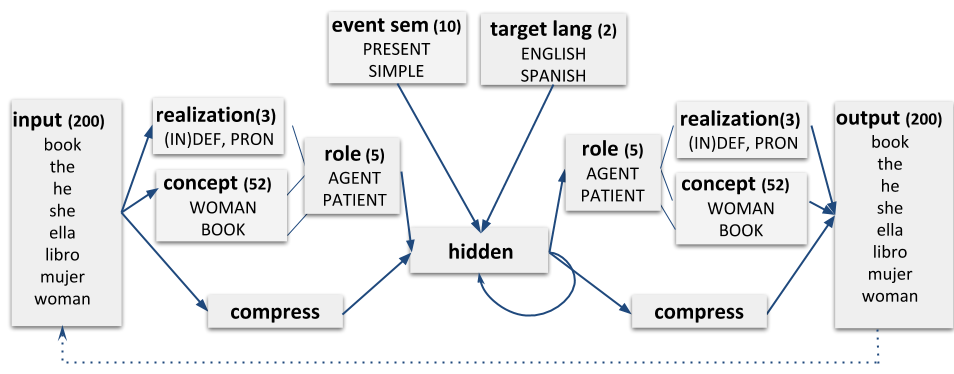 event sem (10)
PRESENT
SIMPLE
target lang (2)
ENGLISH
SPANISH
input (200)
book
the
he
she
ella
libro
mujer
woman
realization(3)
(IN)DEF, PRON
concept (52)
WOMAN
BOOK
role (5)
AGENT
PATIENT
compress
hidden
role (5)
AGENT
PATIENT
realization(3)
(IN)DEF, PRON
concept (52)
WOMAN
BOOK
compress
output (200)
book
the
he
she
ella
libro
mujer
woman